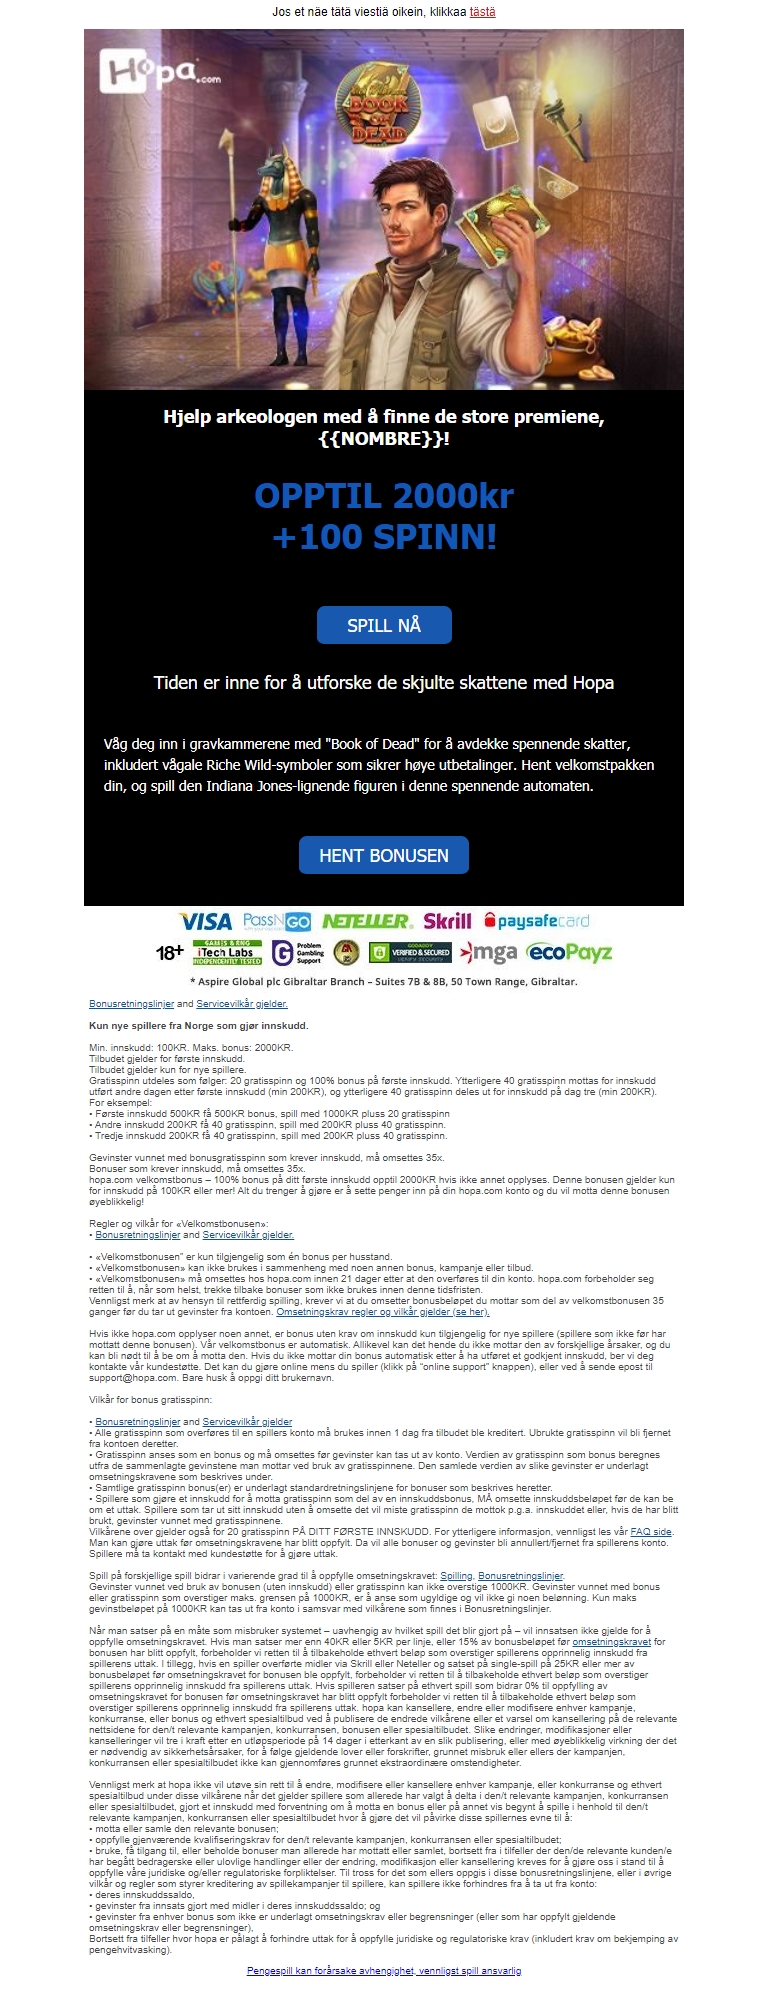 Jos et näe tätä viestiä oikein, klikkaa tästä
Hopa.com
BOOK
OF
DEAD
Hjelp arkeologen med å finne de store premiene,
{{NOMBRE}}!
OPPTIL 2000kr
+100 SPINN!
SPILL NÅ
Tiden er inne for å utforske de skjulte skattene med Hopa
Våg deg inn i gravkammerene med "Book of Dead" for å avdekke spennende skatter,
inkludert vågale Riche Wild-symboler som sikrer høye utbetalinger. Hent velkomstpakken
din, og spill den Indiana Jones-lignende figuren i denne spennende automaten.
HENT BONUSEN
VISA PassNGO NETELLER Skrill paysafecard
18+ GAMES & RNG iTech Labs INDEPENDENTLY TESTED G Problem Gambling Support GODADDY VERIFIED & SECURED mga ecoPayz
* Aspire Global plc Gibraltar Branch – Suites 7B & 8B, 50 Town Range, Gibraltar.
Bonusretningslinjer and Servicevilkår gjelder.
Kun nye spillere fra Norge som gjør innskudd.
Min. innskudd: 100KR. Maks. bonus: 2000KR.
Tilbudet gjelder for første innskudd.
Tilbudet gjelder kun for nye spillere.
Gratisspinn utdeles som følger: 20 gratisspinn og 100% bonus på første innskudd. Ytterligere 40 gratisspinn mottas for innskudd
utført andre dagen etter første innskudd (min 200KR), og ytterligere 40 gratisspinn deles ut for innskudd på dag tre (min 200KR).
For eksempel:
• Første innskudd 500KR få 500KR bonus, spill med 1000KR pluss 20 gratisspinn
• Andre innskudd 200KR få 40 gratisspinn, spill med 200KR pluss 40 gratisspinn.
• Tredje innskudd 200KR få 40 gratisspinn, spill med 200KR pluss 40 gratisspinn.
Gevinster vunnet med bonusgratisspinn som krever innskudd, må omsettes 35x.
Bonuser som krever innskudd, må omsettes 35x.
hopa.com velkomstbonus – 100% bonus på ditt første innskudd opptil 2000KR hvis ikke annet opplyses. Denne bonusen gjelder kun
for innskudd på 100KR eller mer! Alt du trenger å gjøre er å sette penger inn på din hopa.com konto og du vil motta denne bonusen
øyeblikkelig!
Regler og vilkår for «Velkomstbonusen»:
• Bonusretningslinjer and Servicevilkår gjelder.
• «Velkomstbonusen" er kun tilgjengelig som én bonus per husstand.
• «Velkomstbonusen» kan ikke brukes i sammenheng med noen annen bonus, kampanje eller tilbud.
• «Velkomstbonusen» må omsettes hos hopa.com innen 21 dager etter at den overføres til din konto. hopa.com forbeholder seg
retten til å, når som helst, trekke tilbake bonuser som ikke brukes innen denne tidsfristen.
Vennligst merk at av hensyn til rettferdig spilling, krever vi at du omsetter bonusbeløpet du mottar som del av velkomstbonusen 35
ganger før du tar ut gevinster fra kontoen. Omsetningskrav regler og vilkår gjelder (se her).
Hvis ikke hopa.com opplyser noen annet, er bonus uten krav om innskudd kun tilgjengelig for nye spillere (spillere som ikke før har
mottatt denne bonusen). Vår velkomstbonus er automatisk. Allikevel kan det hende du ikke mottar den av forskjellige årsaker, og du
kan bli nødt til å be om å motta den. Hvis du ikke mottar din bonus automatisk etter å ha utføret et godkjent innskudd, ber vi deg
kontakte vår kundestøtte. Det kan du gjøre online mens du spiller (klikk på “online support” knappen), eller ved å sende epost til
support@hopa.com. Bare husk å oppgi ditt brukernavn.
Vilkår for bonus gratisspinn:
• Bonusretningslinjer and Servicevilkår gjelder
• Alle gratisspinn som overføres til en spillers konto må brukes innen 1 dag fra tilbudet ble kreditert. Ubrukte gratisspinn vil bli fjernet
fra kontoen deretter.
• Gratisspinn anses som en bonus og må omsettes før gevinster kan tas ut av konto. Verdien av gratisspinn som bonus beregnes
utfra de sammenlagte gevinstene man mottar ved bruk av gratisspinnene. Den samlede verdien av slike gevinster er underlagt
omsetningskravene som beskrives under.
• Samtlige gratisspinn bonus(er) er underlagt standardretningslinjene for bonuser som beskrives heretter.
• Spillere som gjøre et innskudd for å motta gratisspinn som del av en innskuddsbonus, MÅ omsette innskuddsbeløpet før de kan be
om et uttak. Spillere som tar ut sitt innskudd uten å omsette det vil miste gratisspinn de mottok p.g.a. innskuddet eller, hvis de har blitt
brukt, gevinster vunnet med gratisspinnene.
Vilkårene over gjelder også for 20 gratisspinn PÅ DITT FØRSTE INNSKUDD. For ytterligere informasjon, vennligst les vår FAQ side.
Man kan gjøre uttak før omsetningskravene har blitt oppfylt. Da vil alle bonuser og gevinster bli annullert/fjernet fra spillerens konto.
Spillere må ta kontakt med kundestøtte for å gjøre uttak.
Spill på forskjellige spill bidrar i varierende grad til å oppfylle omsetningskravet: Spilling, Bonusretningslinjer.
Gevinster vunnet ved bruk av bonusen (uten innskudd) eller gratisspinn kan ikke overstige 1000KR. Gevinster vunnet med bonus
eller gratisspinn som overstiger maks. grensen på 1000KR, er å anse som ugyldige og vil ikke gi noen belønning. Kun maks
gevinstbeløpet på 1000KR kan tas ut fra konto i samsvar med vilkårene som finnes i Bonusretningslinjer.
Når man satser på en måte som misbruker systemet – uavhengig av hvilket spill det blir gjort på – vil innsatsen ikke gjelde for å
oppfylle omsetningskravet. Hvis man satser mer enn 40KR eller 5KR per linje, eller 15% av bonusbeløpet før omsetningskravet for
bonusen har blitt oppfylt, forbeholder vi retten til å tilbakeholde ethvert beløp som overstiger spillerens opprinnelig innskudd fra
spillerens uttak. I tillegg, hvis en spiller overførte midler via Skrill eller Neteller og satset på single-spill på 25KR eller mer av
bonusbeløpet før omsetningskravet for bonusen ble oppfylt, forbeholder vi retten til å tilbakeholde ethvert beløp som overstiger
spillerens opprinnelig innskudd fra spillerens uttak. Hvis spilleren satser på ethvert spill som bidrar 0% til oppfylling av
omsetningskravet for bonusen før omsetningskravet har blitt oppfylt forbeholder vi retten til å tilbakeholde ethvert beløp som
overstiger spillerens opprinnelig innskudd fra spillerens uttak. hopa kan kansellere, endre eller modifisere enhver kampanje,
konkurranse, eller bonus og ethvert spesialtilbud ved å publisere de endrede vilkårene eller et varsel om kansellering på de relevante
nettsidene for den/t relevante kampanjen, konkurransen, bonusen eller spesialtilbudet. Slike endringer, modifikasjoner eller
kanselleringer vil tre i kraft etter en utløpsperiode på 14 dager i etterkant av en slik publisering, eller med øyeblikkelig virkning der det
er nødvendig av sikkerhetsårsaker, for å følge gjeldende lover eller forskrifter, grunnet misbruk eller ellers der kampanjen,
konkurransen eller spesialtilbudet ikke kan gjennomføres grunnet ekstraordinære omstendigheter.
Vennligst merk at hopa ikke vil utøve sin rett til å endre, modifisere eller kansellere enhver kampanje, eller konkurranse og ethvert
spesialtilbud under disse vilkårene når det gjelder spillere som allerede har valgt å delta i den/t relevante kampanjen, konkurransen
eller spesialtilbudet, gjort et innskudd med forventning om å motta en bonus eller på annet vis begynt å spille i henhold til den/t
relevante kampanjen, konkurransen eller spesialtilbudet hvor å gjøre det vil påvirke disse spillernes evne til å:
• motta eller samle den relevante bonusen;
• oppfylle gjenværende kvalifiseringskrav for den/t relevante kampanjen, konkurransen eller spesialtilbudet;
• bruke, få tilgang til, eller beholde bonuser man allerede har mottatt eller samlet, bortsett fra i tilfeller der den/de relevante kunden/e
har begått bedragerske eller ulovlige handlinger eller der endring, modifikasjon eller kansellering kreves for å gjøre oss i stand til å
oppfylle våre juridiske og/eller regulatoriske forpliktelser. Til tross for det som ellers oppgis i disse bonusretningslinjene, eller i øvrige
vilkår og regler som styrer kreditering av spillekampanjer til spillere, kan spillere ikke forhindres fra å ta ut fra konto:
• deres innskuddssaldo,
• gevinster fra innsats gjort med midler i deres innskuddssaldo; og
• gevinster fra enhver bonus som ikke er underlagt omsetningskrav eller begrensninger (eller som har oppfylt gjeldende
omsetningskrav eller begrensninger),
Bortsett fra tilfeller hvor hopa er pålagt å forhindre uttak for å oppfylle juridiske og regulatoriske krav (inkludert krav om bekjemping av
pengehvitvasking).
Pengespill kan forårsake avhengighet, vennligst spill ansvarlig